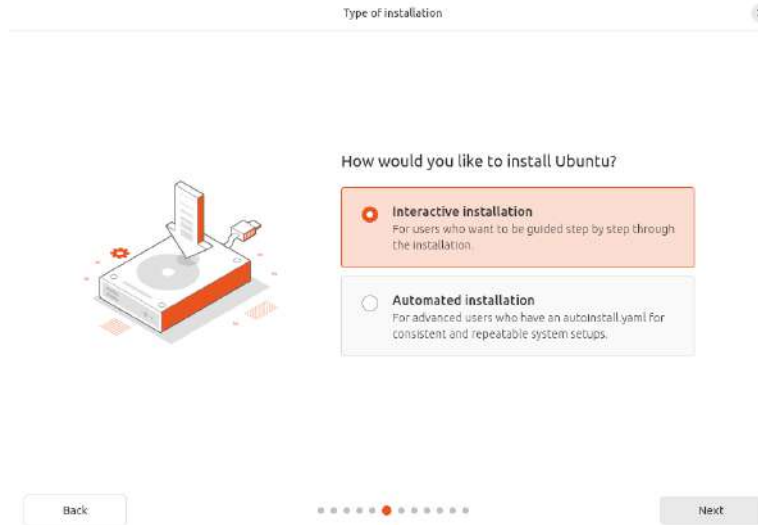 Type of installation
How would you like to install Ubuntu?
Interactive installation
For users who want to be guided step by step through
the installation.
Automated installation
For advanced users who have an autoinstall.yaml for
consistent and repeatable system setups.
Back
Next